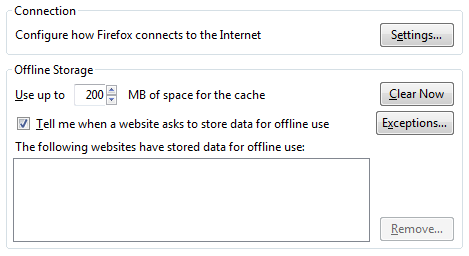 Connection
Configure how Firefox connects to the Internet
Settings...
Offline Storage
Use up to 200 MB of space for the cache
Clear Now
Tell me when a website asks to store data for offline use
Exceptions...
The following websites have stored data for offline use:
Remove...